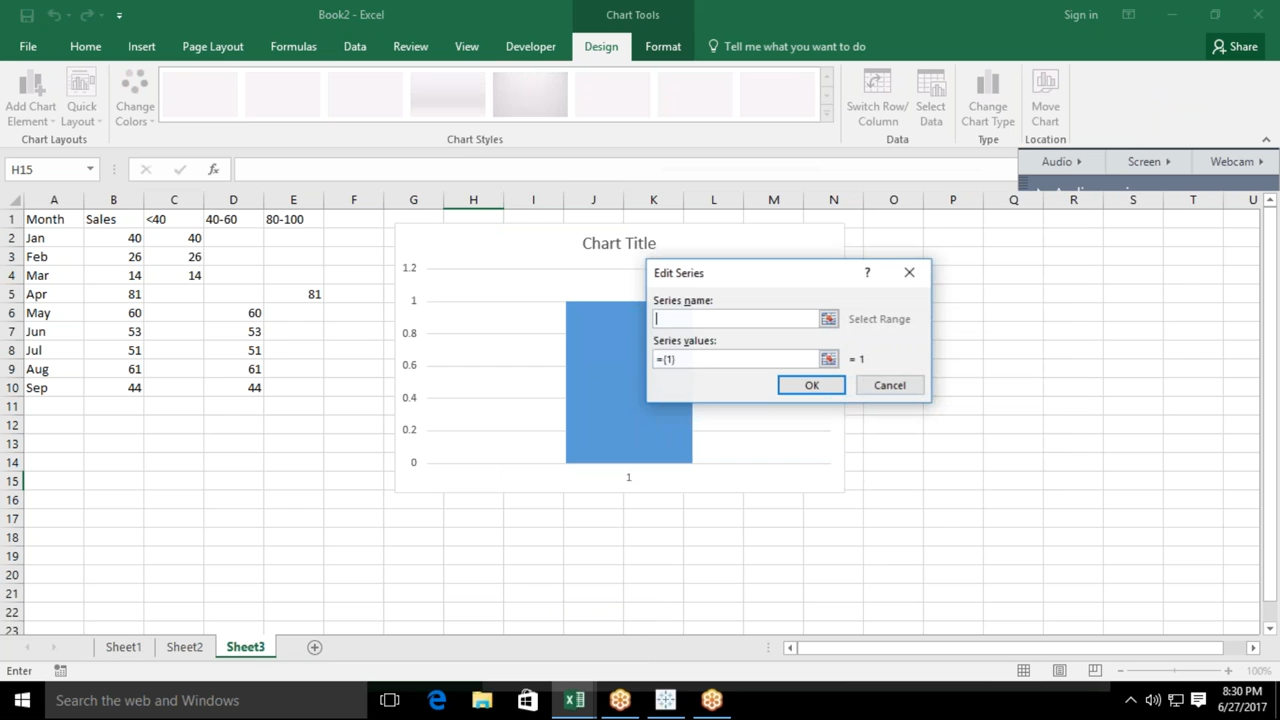 Book2 - Excel
Chart Tools
Sign in
File
Home
Insert
Page Layout
Formulas
Data
Review
View
Developer
Design
Format
Tell me what you want to do
Share
Add Chart Element
Quick Layout
Change Colors
Switch Row/ Column
Select Data
Change Chart Type
Move Chart
Chart Layouts
Chart Styles
Data
Type
Location
H15
fx
Audio
Screen
Webcam
A B C D E F G H I J K L M N O P Q R S T U
1 Month Sales <40 40-60 80-100
2 Jan 40 40
3 Feb 26 26
4 Mar 14 14
5 Apr 81 81
6 May 60 60
7 Jun 53 53
8 Jul 51 51
9 Aug 61 61
10 Sep 44 44
11
12
13
14
15
16
17
18
19
20
21
22
23
Chart Title
1.2
1
0.8
0.6
0.4
0.2
0
1
Edit Series
?
Series name:
Select Range
Series values:
={1}
= 1
OK
Cancel
Sheet1
Sheet2
Sheet3
Enter
100%
Search the web and Windows
8:30 PM
6/27/2017